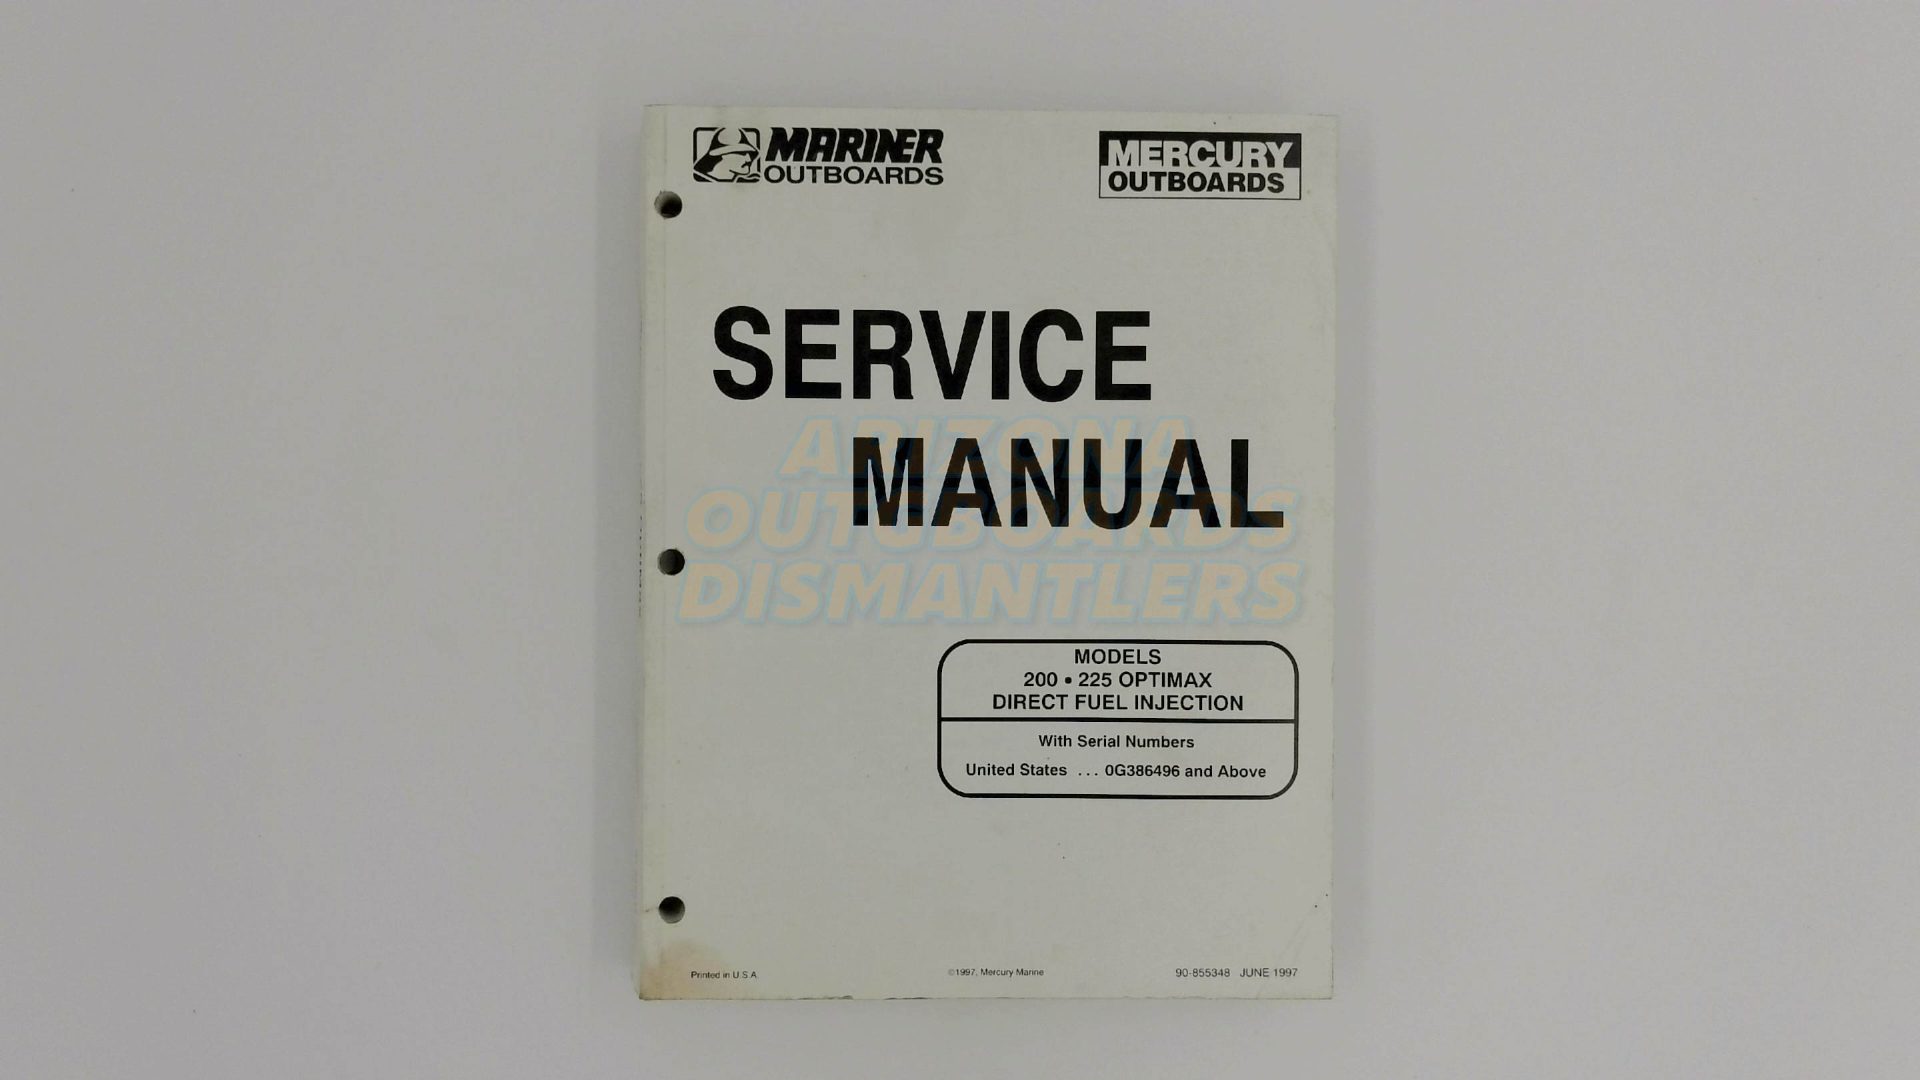 MARINER
OUTBOARDS
MERCURY
OUTBOARDS
SERVICE
MANUAL
ARIZONA
OUTBOARDS
DISMANTLERS
MODELS
200 • 225 OPTIMAX
DIRECT FUEL INJECTION
With Serial Numbers
United States ... 0G386496 and Above
Printed in U.S.A.
©1997, Mercury Marine
90-855348 JUNE 1997